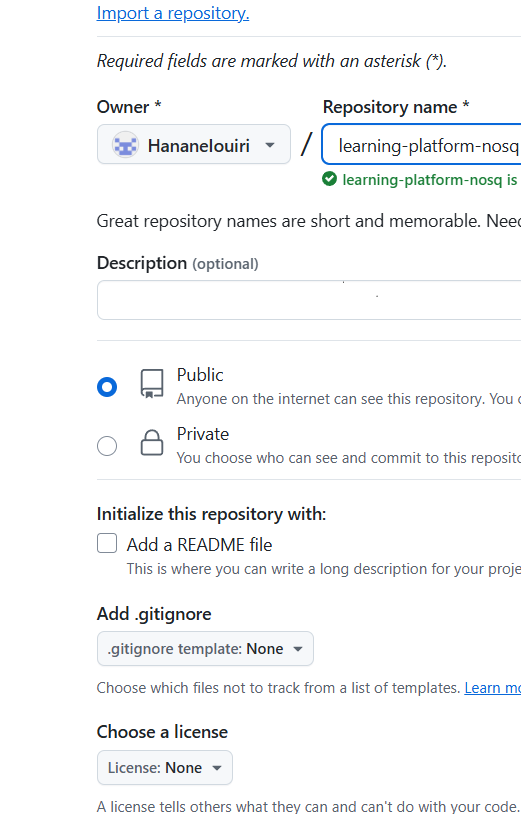 Import a repository.
Required fields are marked with an asterisk (*).
Owner * Repository name *
Hananelouiri / learning-platform-nosq
learning-platform-nosq is
Great repository names are short and memorable. Need
Description (optional)
Public
Anyone on the internet can see this repository. You c
Private
You choose who can see and commit to this reposito
Initialize this repository with:
Add a README file
This is where you can write a long description for your proje
Add .gitignore
.gitignore template: None
Choose which files not to track from a list of templates. Learn mo
Choose a license
License: None
A license tells others what they can and can't do with your code.